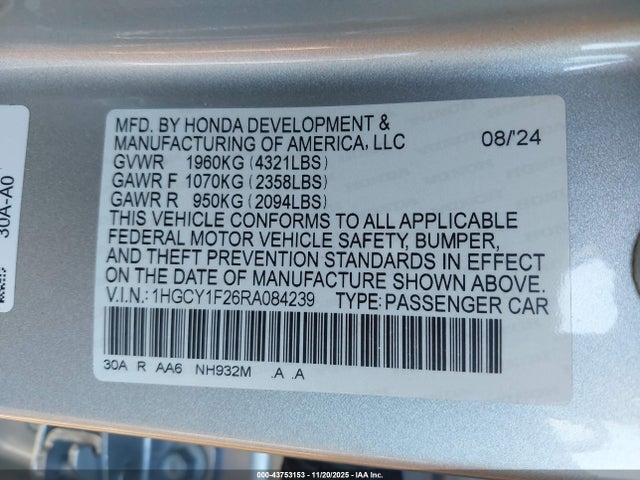 MFD. BY HONDA DEVELOPMENT &
MANUFACTURING OF AMERICA, LLC 08/'24
GVWR 1960KG (4321LBS)
GAWR F 1070KG (2358LBS)
GAWR R 950KG (2094LBS)
THIS VEHICLE CONFORMS TO ALL APPLICABLE
FEDERAL MOTOR VEHICLE SAFETY, BUMPER,
AND THEFT PREVENTION STANDARDS IN EFFECT
ON THE DATE OF MANUFACTURE SHOWN ABOVE.
V.I.N.: 1HGCY1F26RA084239 TYPE: PASSENGER CAR
30A R AA6 NH932M .A .A
30A-A0
000-43753153 - 11/20/2025 - IAA Inc.